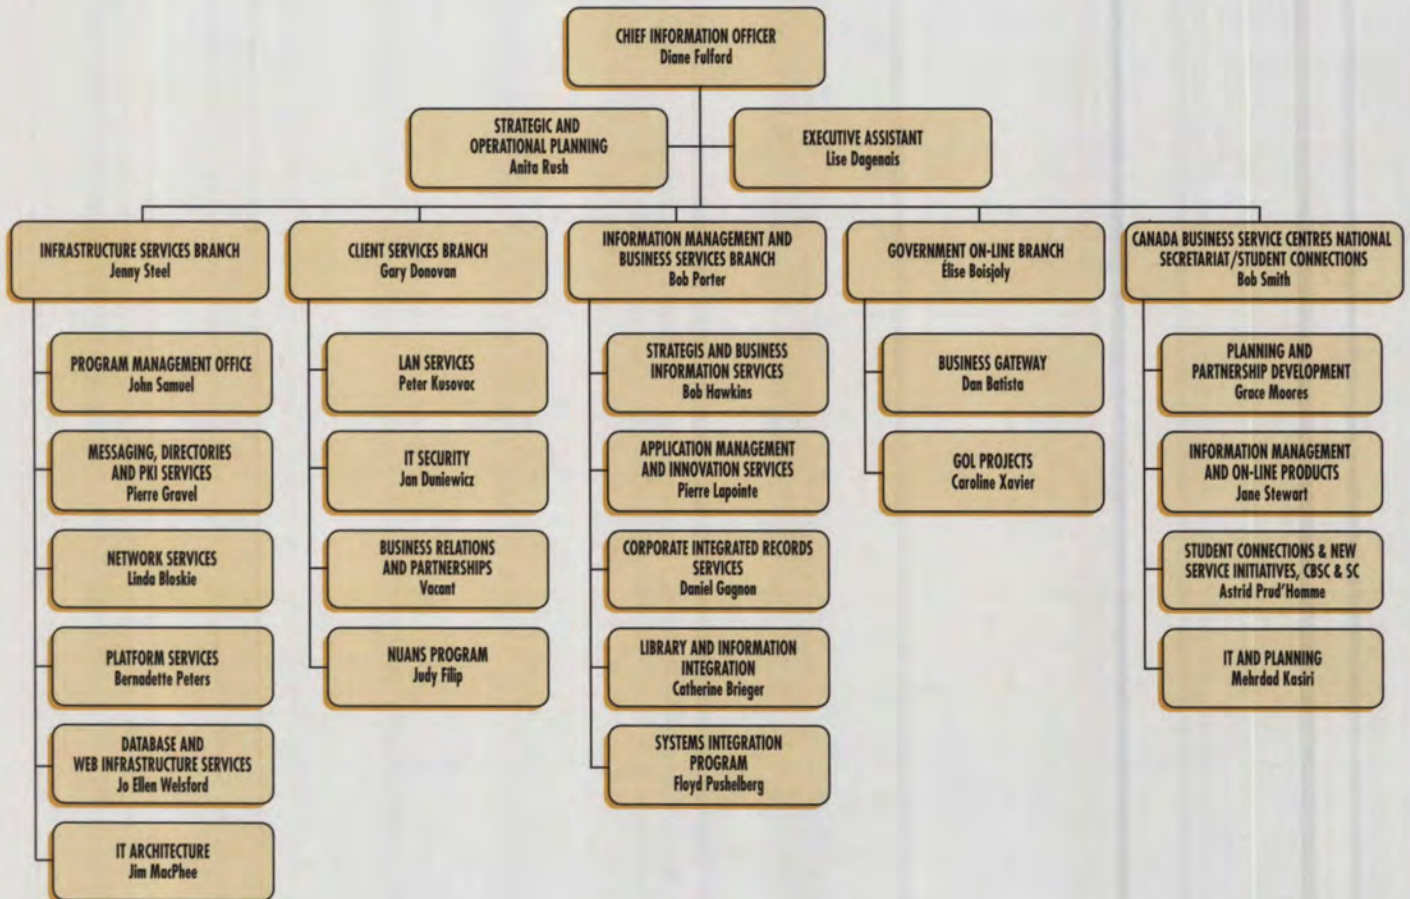 CHIEF INFORMATION OFFICER
Diane Fulford
STRATEGIC AND
OPERATIONAL PLANNING
Anita Rush
EXECUTIVE ASSISTANT
Lise Dagenais
INFRASTRUCTURE SERVICES BRANCH
Jenny Steel
PROGRAM MANAGEMENT OFFICE
John Samuel
MESSAGING, DIRECTORIES
AND PKI SERVICES
Pierre Gravel
NETWORK SERVICES
Linda Bloskie
PLATFORM SERVICES
Bernadette Peters
DATABASE AND
WEB INFRASTRUCTURE SERVICES
Jo Ellen Welsford
IT ARCHITECTURE
Jim MacPhee
CLIENT SERVICES BRANCH
Gary Donovan
LAN SERVICES
Peter Kusovac
IT SECURITY
Jan Duniewicz
BUSINESS RELATIONS
AND PARTNERSHIPS
Vacant
NUANS PROGRAM
Judy Filip
INFORMATION MANAGEMENT AND
BUSINESS SERVICES BRANCH
Bob Porter
STRATEGIS AND BUSINESS
INFORMATION SERVICES
Bob Hawkins
APPLICATION MANAGEMENT
AND INNOVATION SERVICES
Pierre Lapointe
CORPORATE INTEGRATED RECORDS
SERVICES
Daniel Gagnon
LIBRARY AND INFORMATION
INTEGRATION
Catherine Brieger
SYSTEMS INTEGRATION
PROGRAM
Floyd Pushelberg
GOVERNMENT ON-LINE BRANCH
Élise Boisjoly
BUSINESS GATEWAY
Dan Batista
GOL PROJECTS
Caroline Xavier
CANADA BUSINESS SERVICE CENTRES NATIONAL
SECRETARIAT/STUDENT CONNECTIONS
Bob Smith
PLANNING AND
PARTNERSHIP DEVELOPMENT
Grace Moores
INFORMATION MANAGEMENT
AND ON-LINE PRODUCTS
Jane Stewart
STUDENT CONNECTIONS & NEW
SERVICE INITIATIVES, CBSC & SC
Astrid Prud'Homme
IT AND PLANNING
Mehrdad Kasiri